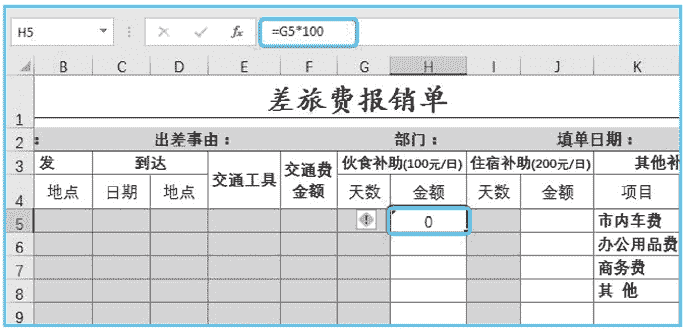 H5 fx =G5*100
B C D E F G H I J K
1 差旅费报销单
2 : 出差事由： 部门： 填单日期：
3 发 到达 交通工具 交通费金额 伙食补助(100元/日) 住宿补助(200元/日) 其他补
4 地点 日期 地点 天数 金额 天数 金额 项目
5 0 市内车费
6 办公用品费
7 商务费
8 其 他
9